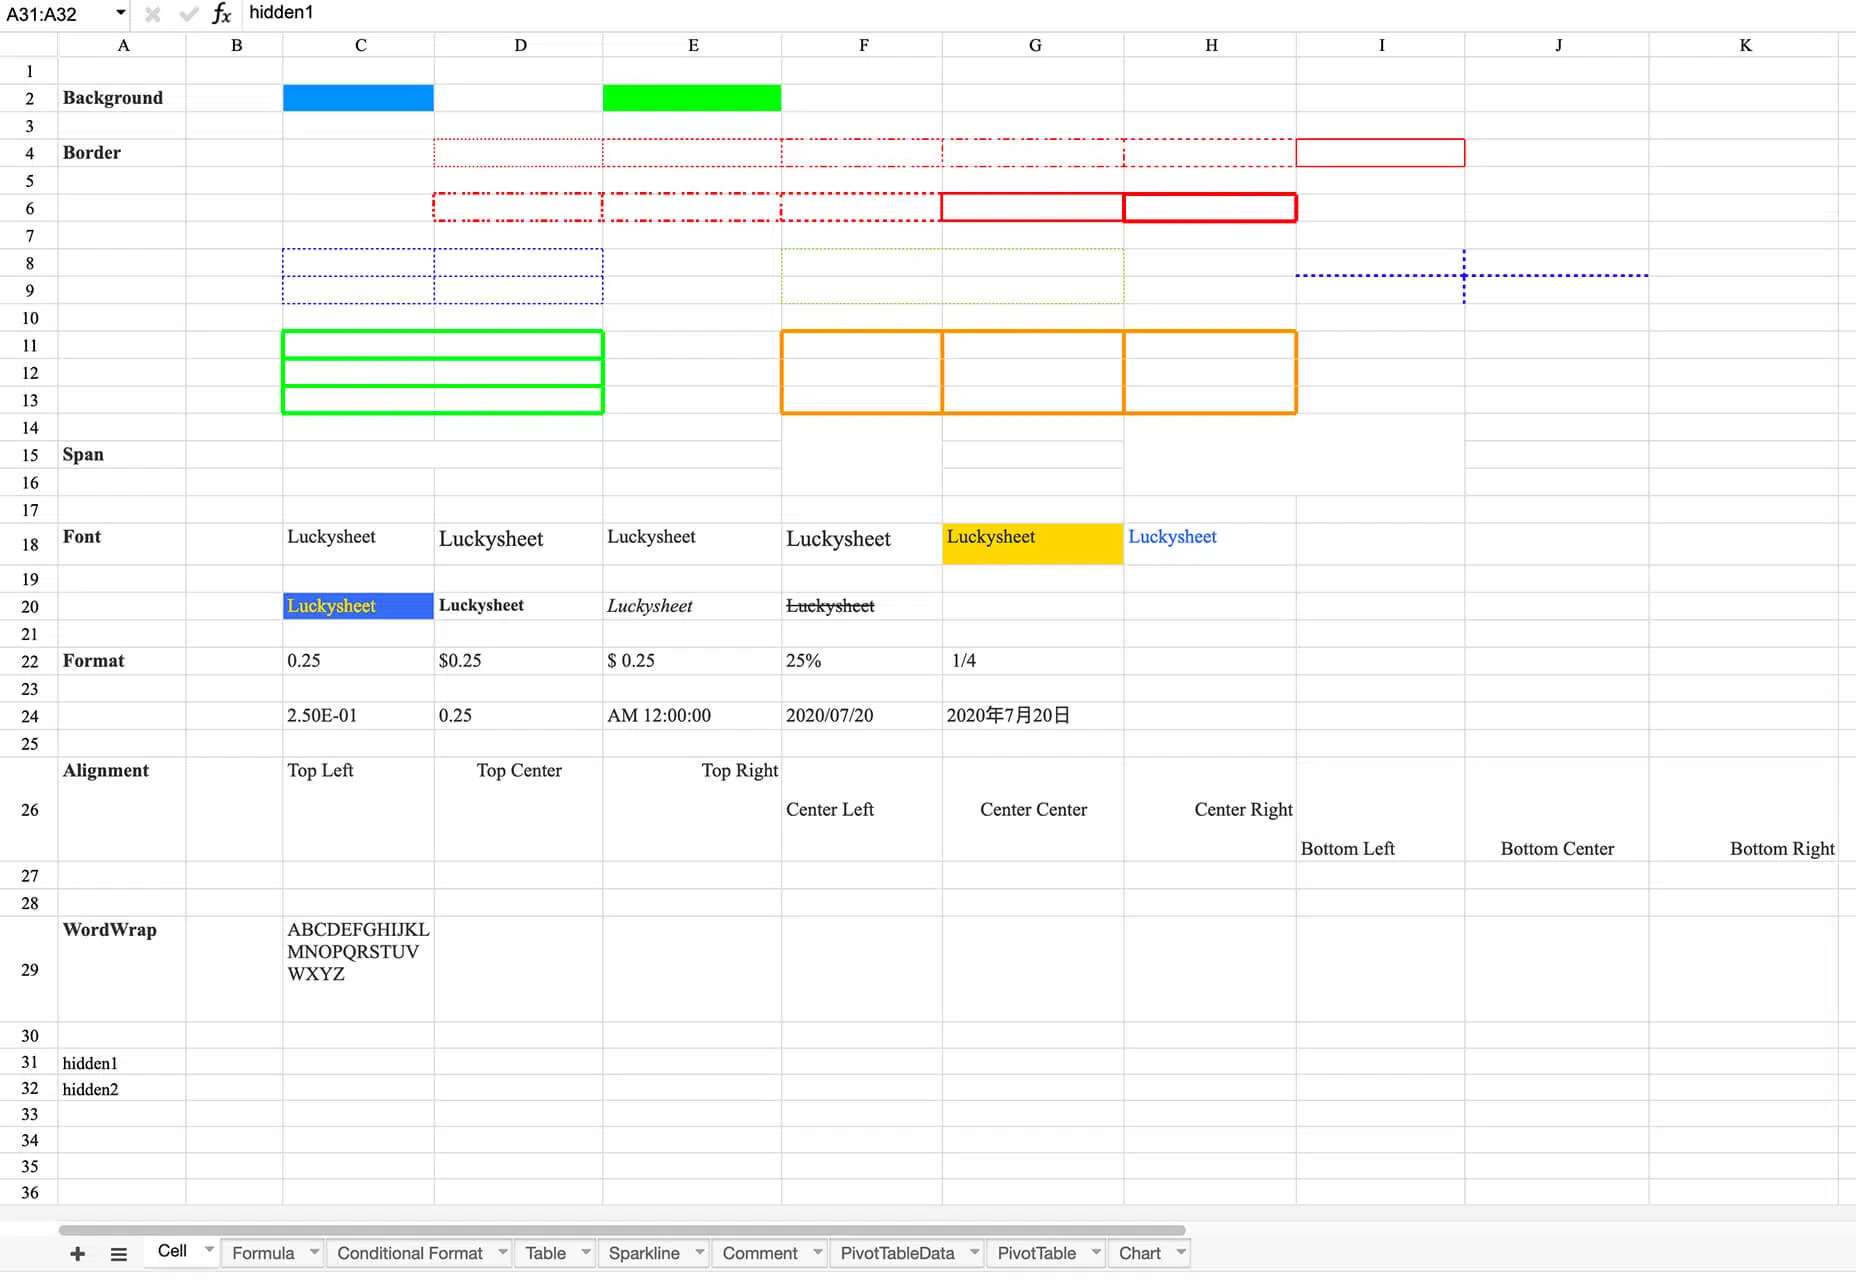 A31:A32 fx hidden1
A B C D E F G H I J K
1
2 Background
3
4 Border
5
6
7
8
9
10
11
12
13
14
15 Span
16
17
18 Font Luckysheet Luckysheet Luckysheet Luckysheet Luckysheet Luckysheet
19
20 Luckysheet Luckysheet Luckysheet Luckysheet
21
22 Format 0.25 $0.25 $ 0.25 25% 1/4
23
24 2.50E-01 0.25 AM 12:00:00 2020/07/20 2020年7月20日
25
Alignment Top Left Top Center Top Right
26 Center Left Center Center Center Right
Bottom Left Bottom Center Bottom Right
27
28
WordWrap ABCDEFGHIJKL
MNOPQRSTUV
29 WXYZ
30
31 hidden1
32 hidden2
33
34
35
36
Cell Formula Conditional Format Table Sparkline Comment PivotTableData PivotTable Chart